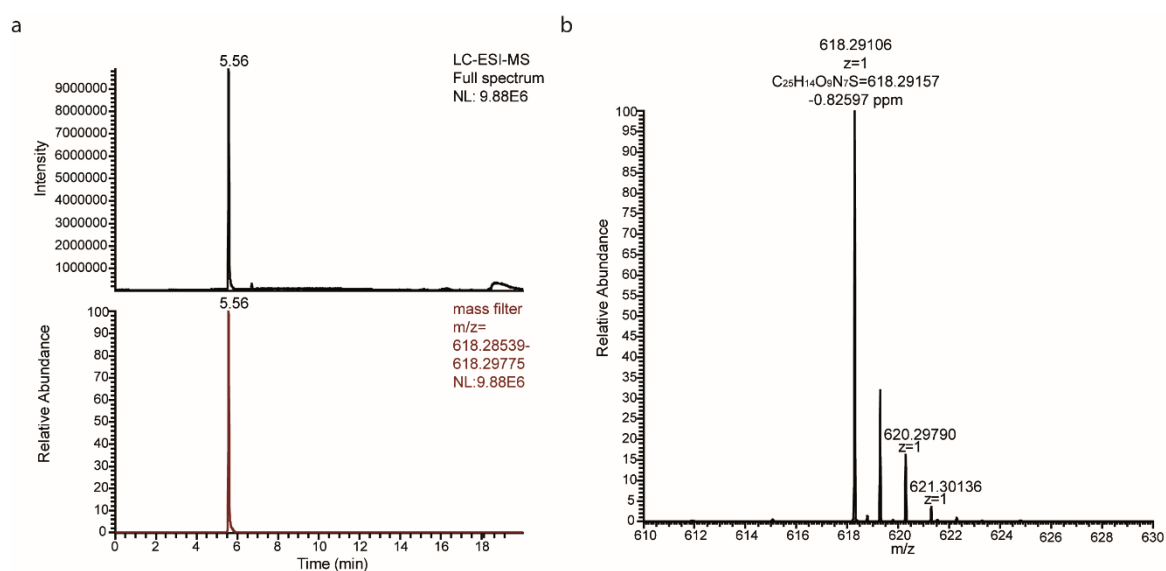 a
5.56
LC-ESI-MS
Full spectrum
NL: 9.88E6
9000000
8000000
7000000
6000000
5000000
4000000
3000000
2000000
1000000
Intensity
5.56
mass filter
m/z=
618.28539-
618.29775
NL:9.88E6
100
90
80
70
60
50
40
30
20
10
0
Relative Abundance
0 2 4 6 8 10 12 14 16 18
Time (min)
b
618.29106
z=1
C₂₅H₁₄O₉N₇S=618.29157
-0.82597 ppm
100
95
90
85
80
75
70
65
60
55
50
45
40
35
30
25
20
15
10
5
0
Relative Abundance
620.29790
z=1
621.30136
z=1
610 612 614 616 618 620 622 624 626 628 630
m/z